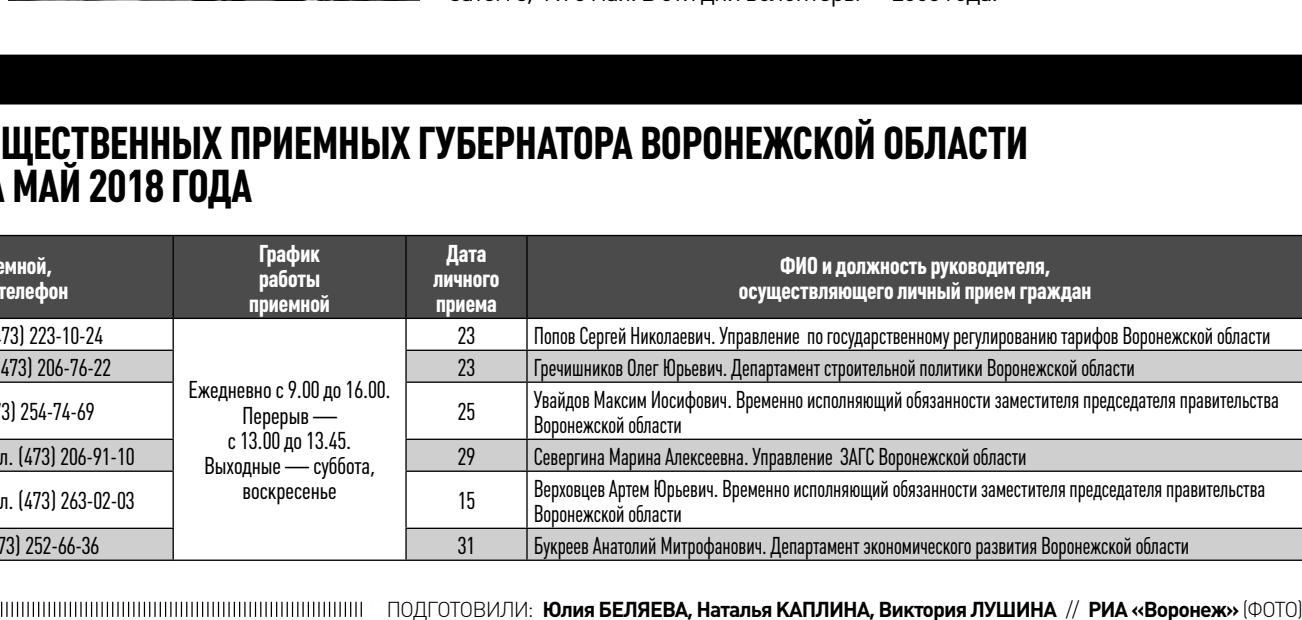 ЩЕСТВЕННЫХ ПРИЕМНЫХ ГУБЕРНАТОРА ВОРОНЕЖСКОЙ ОБЛАСТИ
МАЙ 2018 ГОДА
емной,
телефон
График
работы
приемной
Дата
личного
приема
ФИО и должность руководителя,
осуществляющего личный прием граждан
73) 223-10-24
Ежедневно с 9.00 до 16.00.
Перерыв —
с 13.00 до 13.45.
Выходные — суббота,
воскресенье
23
Попов Сергей Николаевич. Управление по государственному регулированию тарифов Воронежской области
473) 206-76-22
23
Гречишников Олег Юрьевич. Департамент строительной политики Воронежской области
3) 254-74-69
25
Увайдов Максим Иосифович. Временно исполняющий обязанности заместителя председателя правительства
Воронежской области
л. (473) 206-91-10
29
Севергина Марина Алексеевна. Управление ЗАГС Воронежской области
л. (473) 263-02-03
15
Верховцев Артем Юрьевич. Временно исполняющий обязанности заместителя председателя правительства
Воронежской области
73) 252-66-36
31
Букреев Анатолий Митрофанович. Департамент экономического развития Воронежской области
ПОДГОТОВИЛИ: Юлия БЕЛЯЕВА, Наталья КАПЛИНА, Виктория ЛУШИНА // РИА «Воронеж» (ФОТО)